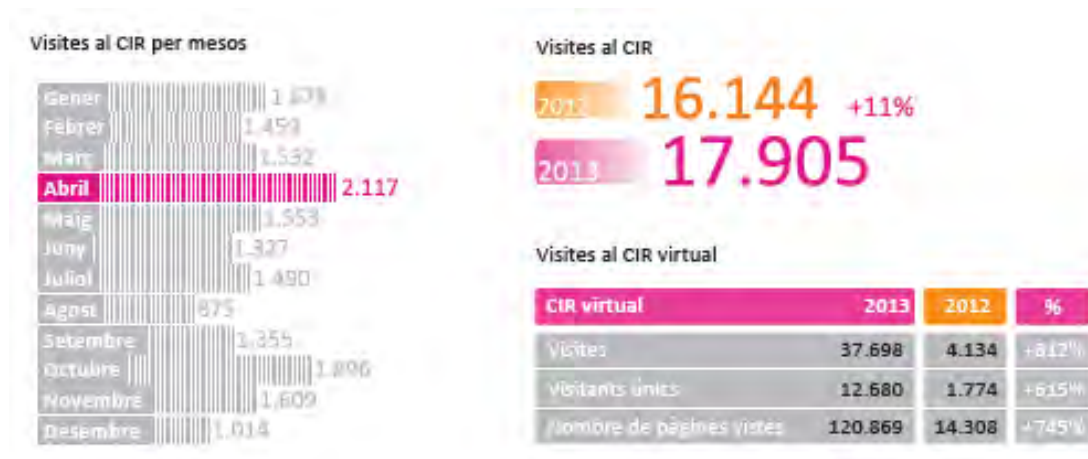 Visites al CIR per mesos
Gener 1.678
Febrer 1.459
Març 1.532
Abril 2.117
Maig 1.553
Juny 1.327
Juliol 1.490
Agost 875
Setembre 1.355
Octubre 1.896
Novembre 1.609
Desembre 1.014
Visites al CIR
2012 16.144 +11%
2013 17.905
Visites al CIR virtual
CIR virtual 2013 2012 %
Visites 37.698 4.134 +812%
Visitants únics 12.680 1.774 +615%
Nombre de pàgines vistes 120.869 14.308 +745%